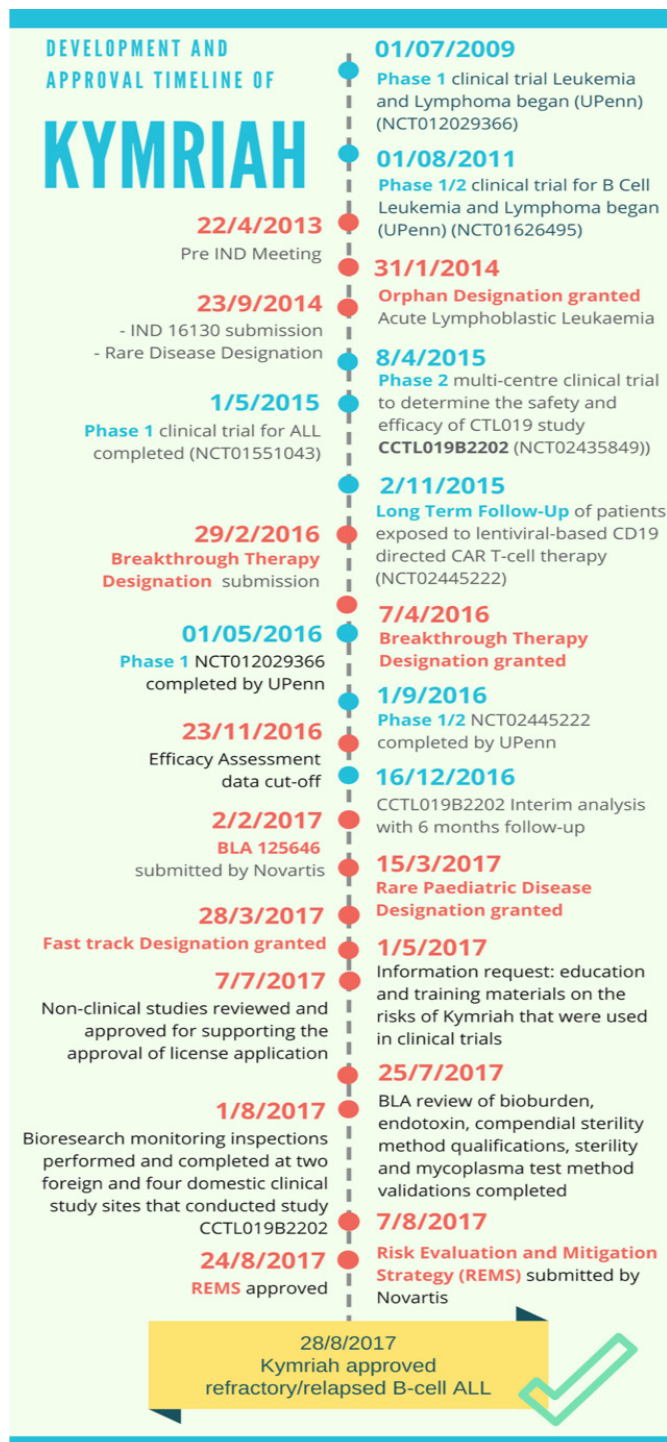 DEVELOPMENT AND
APPROVAL TIMELINE OF
KYMRIAH
01/07/2009
Phase 1 clinical trial Leukemia
and Lymphoma began (UPenn)
(NCT012029366)
01/08/2011
Phase 1/2 clinical trial for B Cell
Leukemia and Lymphoma began
(UPenn) (NCT01626495)
22/4/2013
Pre IND Meeting
31/1/2014
Orphan Designation granted
Acute Lymphoblastic Leukaemia
23/9/2014
- IND 16130 submission
- Rare Disease Designation
8/4/2015
Phase 2 multi-centre clinical trial
to determine the safety and
efficacy of CTL019 study
CCTL019B2202 (NCT02435849))
1/5/2015
Phase 1 clinical trial for ALL
completed (NCT01551043)
2/11/2015
Long Term Follow-Up of patients
exposed to lentiviral-based CD19
directed CAR T-cell therapy
(NCT02445222)
29/2/2016
Breakthrough Therapy
Designation submission
7/4/2016
Breakthrough Therapy
Designation granted
01/05/2016
Phase 1 NCT012029366
completed by UPenn
1/9/2016
Phase 1/2 NCT02445222
completed by UPenn
23/11/2016
Efficacy Assessment
data cut-off
16/12/2016
CCTL019B2202 Interim analysis
with 6 months follow-up
2/2/2017
BLA 125646
submitted by Novartis
15/3/2017
Rare Paediatric Disease
Designation granted
28/3/2017
Fast track Designation granted
1/5/2017
Information request: education
and training materials on the
risks of Kymriah that were used
in clinical trials
7/7/2017
Non-clinical studies reviewed and
approved for supporting the
approval of license application
25/7/2017
BLA review of bioburden,
endotoxin, compendial sterility
method qualifications, sterility
and mycoplasma test method
validations completed
1/8/2017
Bioresearch monitoring inspections
performed and completed at two
foreign and four domestic clinical
study sites that conducted study
CCTL019B2202
7/8/2017
Risk Evaluation and Mitigation
Strategy (REMS) submitted by
Novartis
24/8/2017
REMS approved
28/8/2017
Kymriah approved
refractory/relapsed B-cell ALL